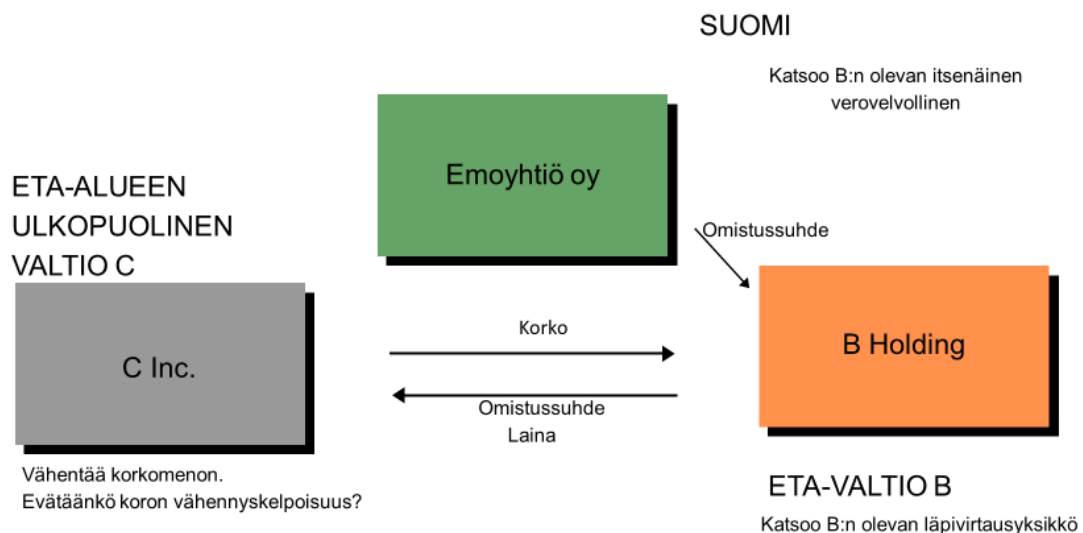 SUOMI
Katsoo B:n olevan itsenäinen
verovelvollinen
Emoyhtiö oy
ETA-ALUEEN
ULKOPUOLINEN
VALTIO C
Omistussuhde
C Inc.
Korko
B Holding
Omistussuhde
Laina
Vähentää korkomenon.
Evätäänkö koron vähennyskelpoisuus?
ETA-VALTIO B
Katsoo B:n olevan läpivirtausyksikkö